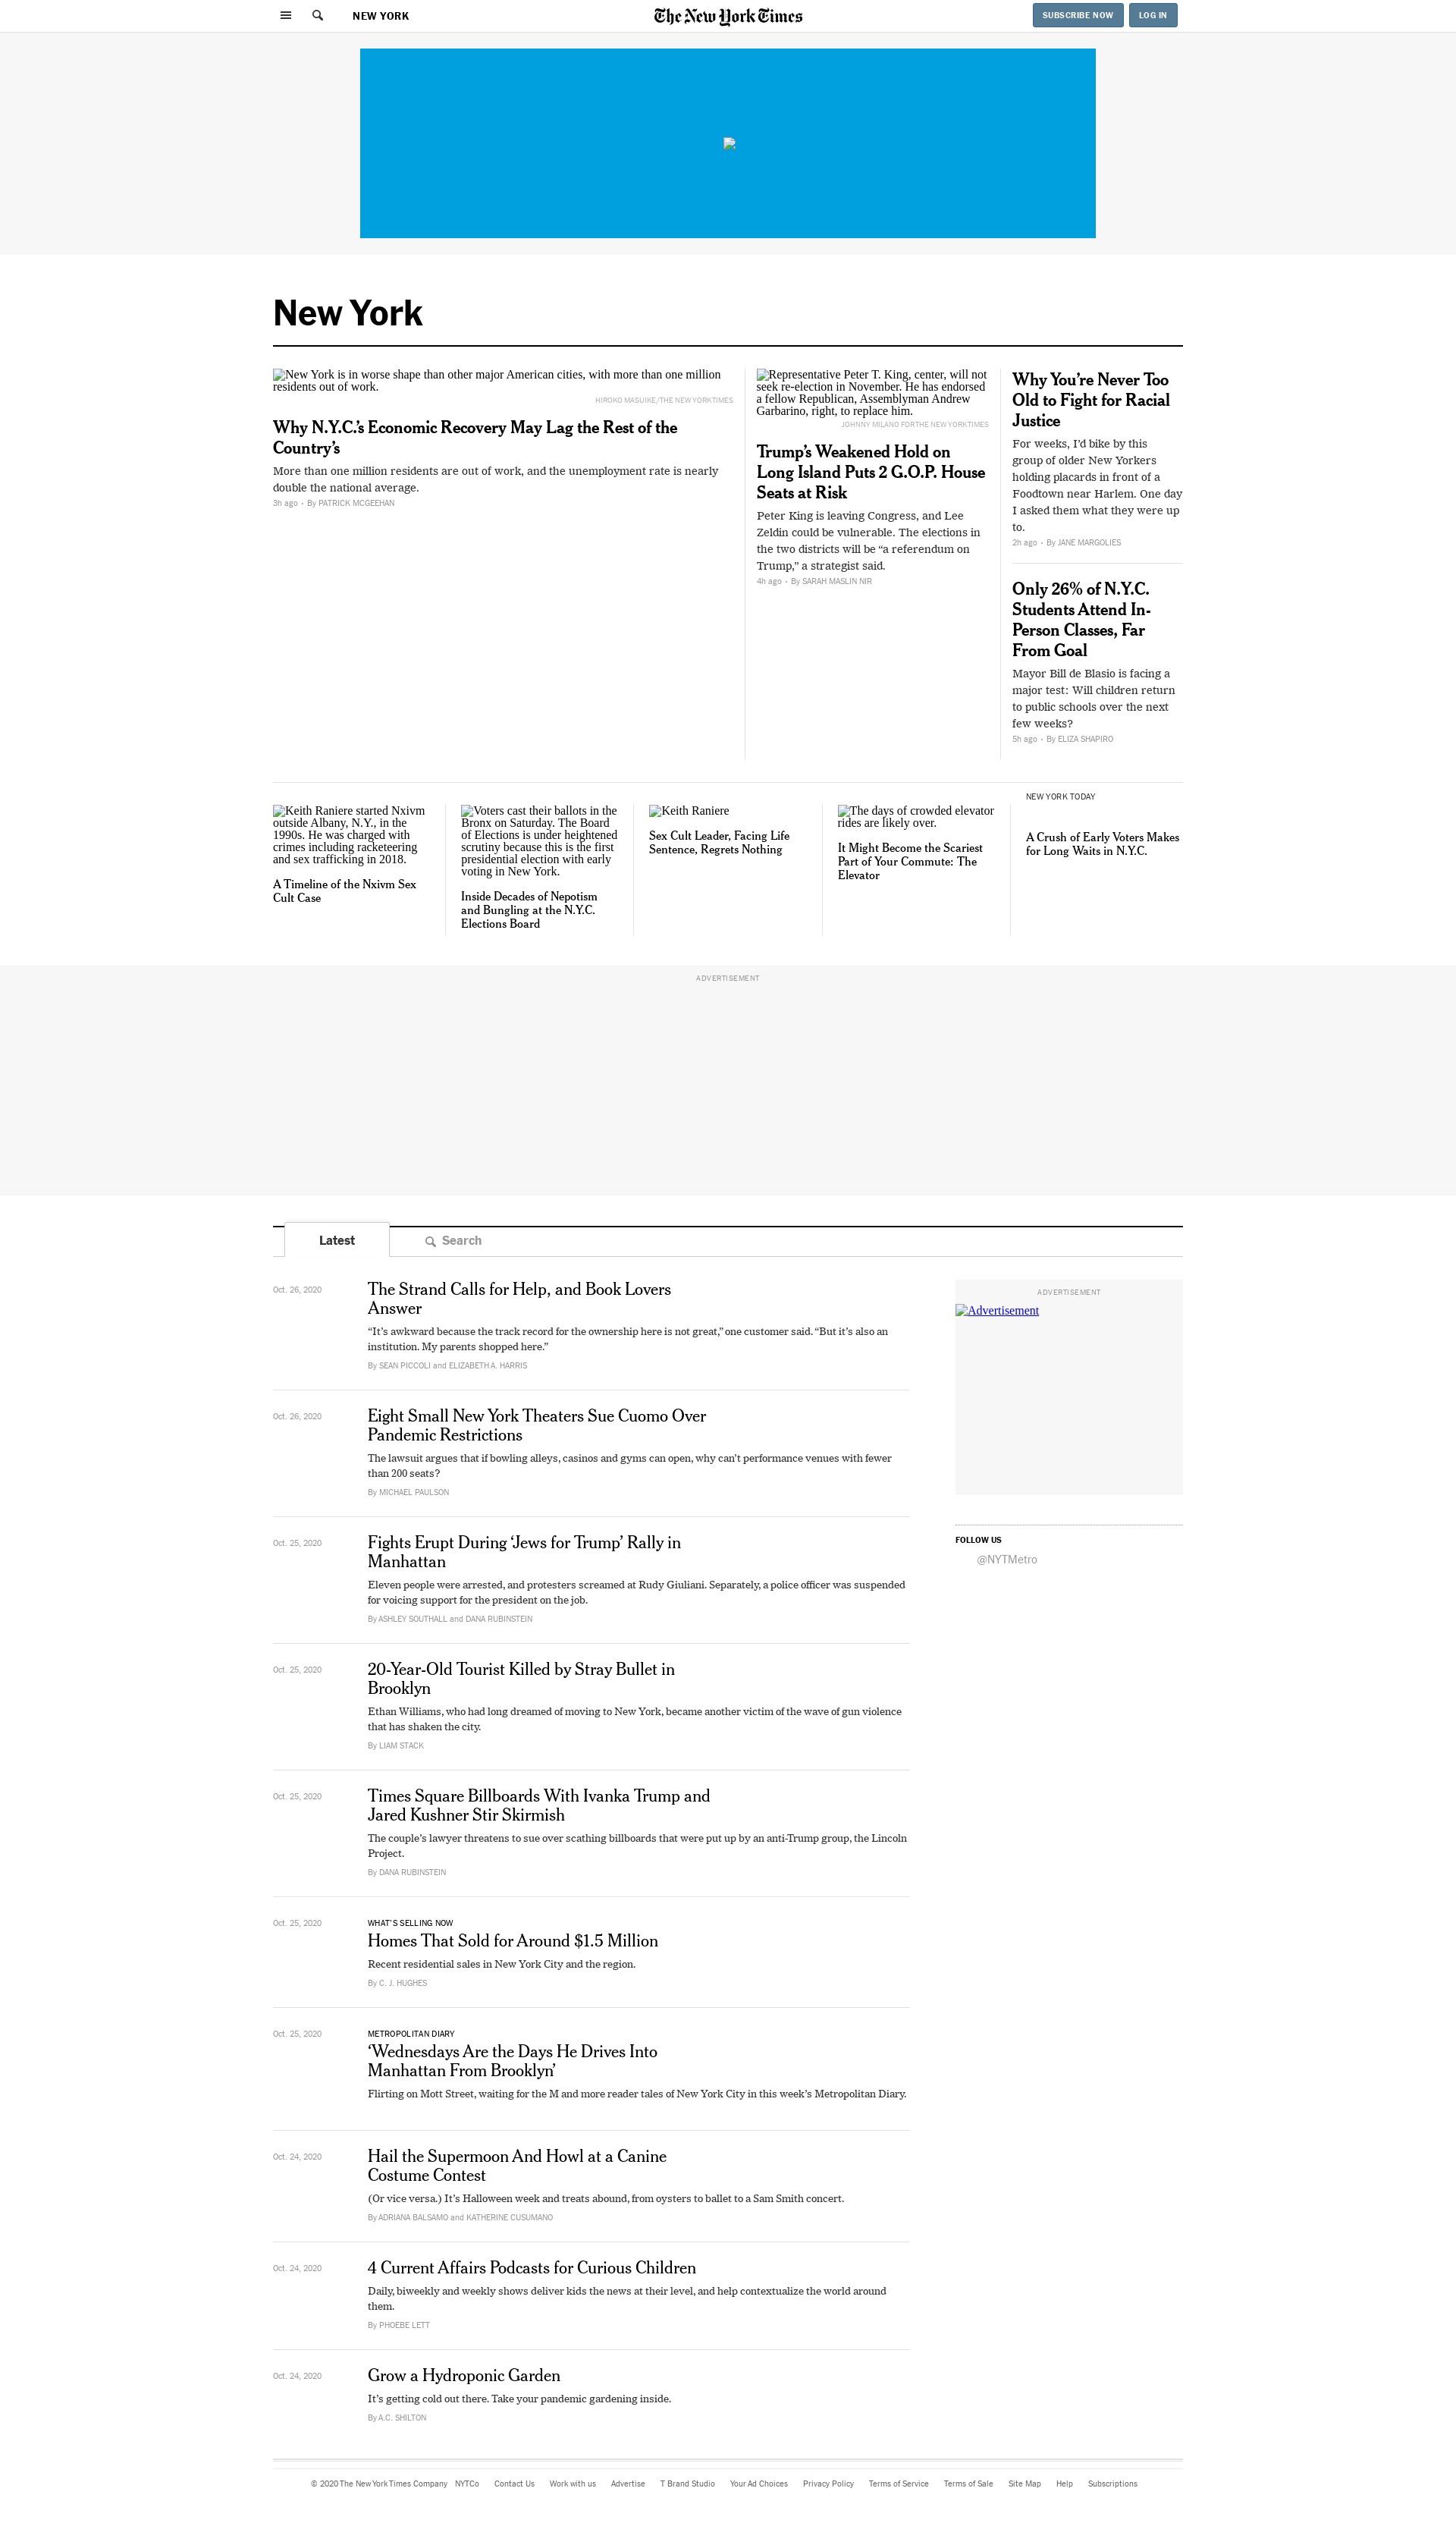 NEW YORK
The New York Times
SUBSCRIBE NOW
LOG IN
New York
New York is in worse shape than other major American cities, with more than one million
residents out of work.
HIROKO MASUIKE/THE NEW YORK TIMES
Why N.Y.C.’s Economic Recovery May Lag the Rest of the
Country’s
More than one million residents are out of work, and the unemployment rate is nearly
double the national average.
3h ago • By PATRICK MCGEEHAN
Representative Peter T. King, center, will not
seek re-election in November. He has endorsed
a fellow Republican, Assemblyman Andrew
Garbarino, right, to replace him.
JOHNNY MILANO FOR THE NEW YORK TIMES
Trump’s Weakened Hold on
Long Island Puts 2 G.O.P. House
Seats at Risk
Peter King is leaving Congress, and Lee
Zeldin could be vulnerable. The elections in
the two districts will be “a referendum on
Trump,” a strategist said.
4h ago • By SARAH MASLIN NIR
Why You’re Never Too
Old to Fight for Racial
Justice
For weeks, I’d bike by this
group of older New Yorkers
holding placards in front of a
Foodtown near Harlem. One day
I asked them what they were up
to.
2h ago • By JANE MARGOLIES
Only 26% of N.Y.C.
Students Attend In-
Person Classes, Far
From Goal
Mayor Bill de Blasio is facing a
major test: Will children return
to public schools over the next
few weeks?
5h ago • By ELIZA SHAPIRO
Keith Raniere started Nxivm
outside Albany, N.Y., in the
1990s. He was charged with
crimes including racketeering
and sex trafficking in 2018.
A Timeline of the Nxivm Sex
Cult Case
Voters cast their ballots in the
Bronx on Saturday. The Board
of Elections is under heightened
scrutiny because this is the first
presidential election with early
voting in New York.
Inside Decades of Nepotism
and Bungling at the N.Y.C.
Elections Board
Keith Raniere
Sex Cult Leader, Facing Life
Sentence, Regrets Nothing
The days of crowded elevator
rides are likely over.
It Might Become the Scariest
Part of Your Commute: The
Elevator
NEW YORK TODAY
A Crush of Early Voters Makes
for Long Waits in N.Y.C.
ADVERTISEMENT
Latest
Search
Oct. 26, 2020
The Strand Calls for Help, and Book Lovers
Answer
“It’s awkward because the track record for the ownership here is not great,” one customer said. “But it’s also an
institution. My parents shopped here.”
By SEAN PICCOLI and ELIZABETH A. HARRIS
Oct. 26, 2020
Eight Small New York Theaters Sue Cuomo Over
Pandemic Restrictions
The lawsuit argues that if bowling alleys, casinos and gyms can open, why can’t performance venues with fewer
than 200 seats?
By MICHAEL PAULSON
Oct. 25, 2020
Fights Erupt During ‘Jews for Trump’ Rally in
Manhattan
Eleven people were arrested, and protesters screamed at Rudy Giuliani. Separately, a police officer was suspended
for voicing support for the president on the job.
By ASHLEY SOUTHALL and DANA RUBINSTEIN
Oct. 25, 2020
20-Year-Old Tourist Killed by Stray Bullet in
Brooklyn
Ethan Williams, who had long dreamed of moving to New York, became another victim of the wave of gun violence
that has shaken the city.
By LIAM STACK
Oct. 25, 2020
Times Square Billboards With Ivanka Trump and
Jared Kushner Stir Skirmish
The couple’s lawyer threatens to sue over scathing billboards that were put up by an anti-Trump group, the Lincoln
Project.
By DANA RUBINSTEIN
Oct. 25, 2020
WHAT’S SELLING NOW
Homes That Sold for Around $1.5 Million
Recent residential sales in New York City and the region.
By C. J. HUGHES
Oct. 25, 2020
METROPOLITAN DIARY
‘Wednesdays Are the Days He Drives Into
Manhattan From Brooklyn’
Flirting on Mott Street, waiting for the M and more reader tales of New York City in this week’s Metropolitan Diary.
Oct. 24, 2020
Hail the Supermoon And Howl at a Canine
Costume Contest
(Or vice versa.) It’s Halloween week and treats abound, from oysters to ballet to a Sam Smith concert.
By ADRIANA BALSAMO and KATHERINE CUSUMANO
Oct. 24, 2020
4 Current Affairs Podcasts for Curious Children
Daily, biweekly and weekly shows deliver kids the news at their level, and help contextualize the world around
them.
By PHOEBE LETT
Oct. 24, 2020
Grow a Hydroponic Garden
It’s getting cold out there. Take your pandemic gardening inside.
By A.C. SHILTON
ADVERTISEMENT
Advertisement
FOLLOW US
@NYTMetro
© 2020 The New York Times Company NYTCo Contact Us Work with us Advertise T Brand Studio Your Ad Choices Privacy Policy Terms of Service Terms of Sale Site Map Help Subscriptions